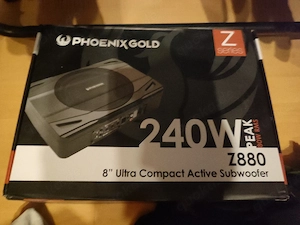 PHOENIX GOLD
Z
series
240W
PEAK
Z880
8" Ultra Compact Active Subwoofer